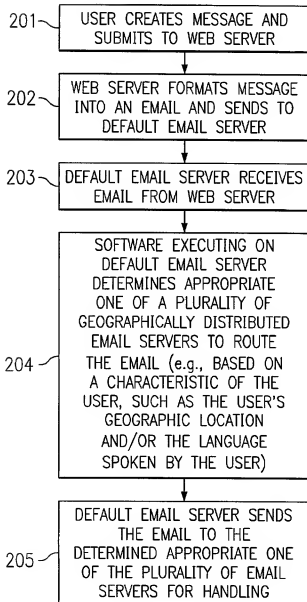 201
USER CREATES MESSAGE AND
SUBMITS TO WEB SERVER
202
WEB SERVER FORMATS MESSAGE
INTO AN EMAIL AND SENDS TO
DEFAULT EMAIL SERVER
203
DEFAULT EMAIL SERVER RECEIVES
EMAIL FROM WEB SERVER
204
SOFTWARE EXECUTING ON
DEFAULT EMAIL SERVER
DETERMINES APPROPRIATE
ONE OF A PLURALITY OF
GEOGRAPHICALLY DISTRIBUTED
EMAIL SERVERS TO ROUTE
THE EMAIL (e.g., BASED ON
A CHARACTERISTIC OF THE
USER, SUCH AS THE USER'S
GEOGRAPHIC LOCATION
AND/OR THE LANGUAGE
SPOKEN BY THE USER)
205
DEFAULT EMAIL SERVER SENDS
THE EMAIL TO THE
DETERMINED APPROPRIATE ONE
OF THE PLURALITY OF EMAIL
SERVERS FOR HANDLING